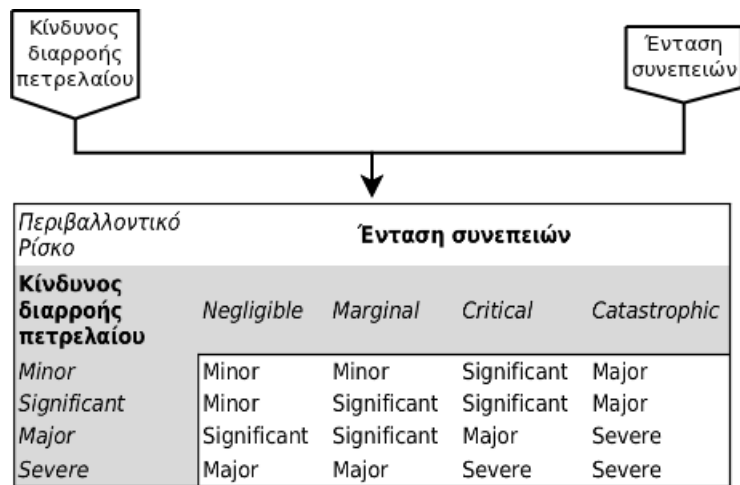 Κίνδυνος
διαρροής
πετρελαίου
Ένταση
συνεπειών
Περιβαλλοντικό
Ρίσκο
Ένταση συνεπειών
Κίνδυνος
διαρροής
πετρελαίου
Negligible Marginal Critical Catastrophic
Minor Minor Minor Significant Major
Significant Minor Significant Significant Major
Major Significant Significant Major Severe
Severe Major Major Severe Severe